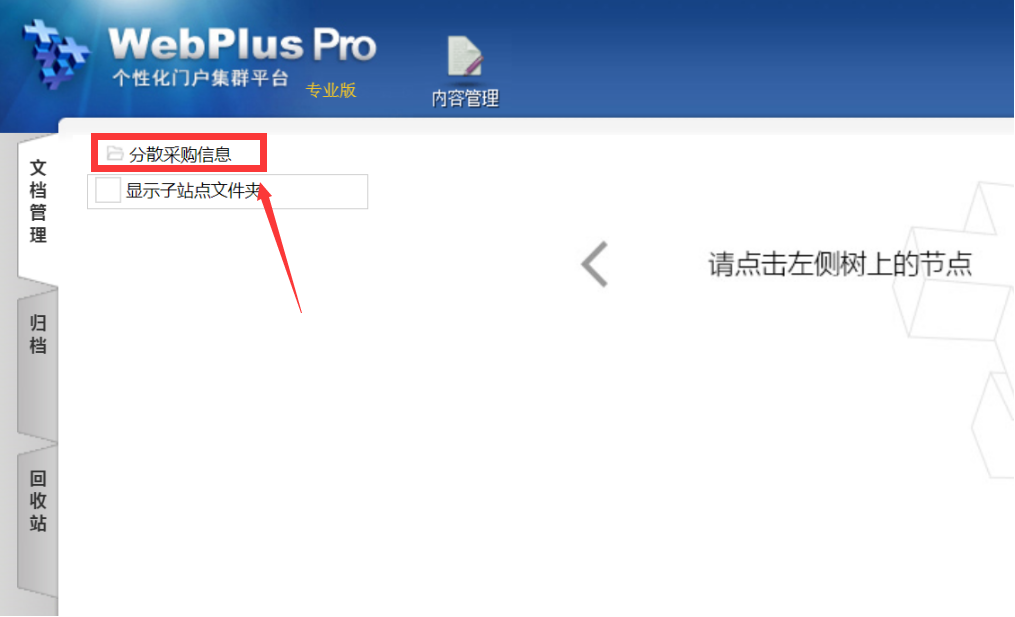 WebPlus Pro
个性化门户集群平台
专业版
内容管理
文档管理
归档
回收站
分散采购信息
显示子站点文件夹
请点击左侧树上的节点